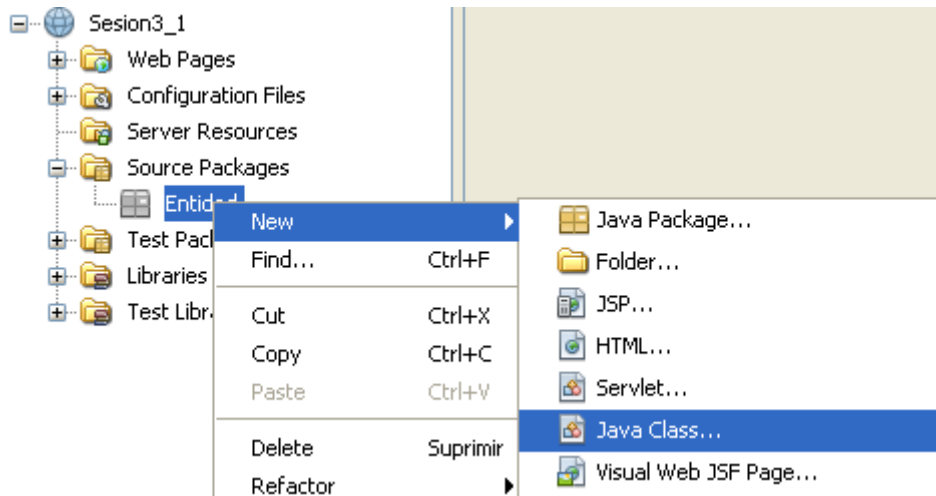 Sesion3_1
Web Pages
Configuration Files
Server Resources
Source Packages
Entidad
Test Pack
Libraries
Test Libr
New
Find... Ctrl+F
Cut Ctrl+X
Copy Ctrl+C
Paste Ctrl+V
Delete Suprimir
Refactor
Java Package...
Folder...
JSP...
HTML...
Servlet...
Java Class...
Visual Web JSF Page...